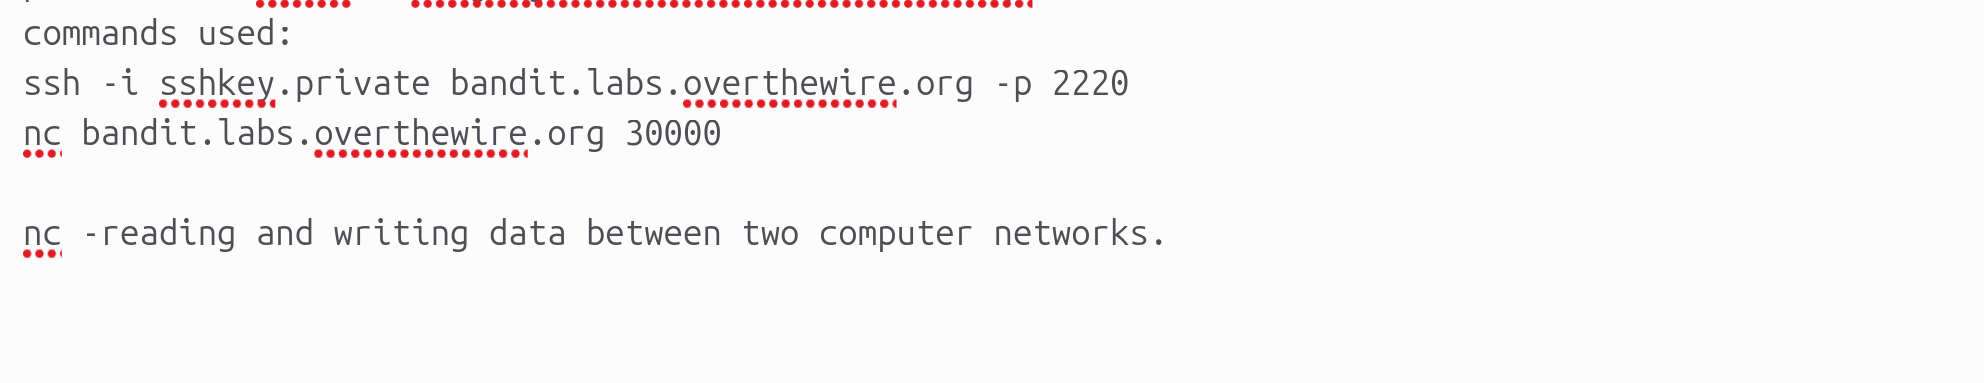 commands used:
ssh -i sshkey.private bandit.labs.overthewire.org -p 2220
nc bandit.labs.overthewire.org 30000
nc -reading and writing data between two computer networks.